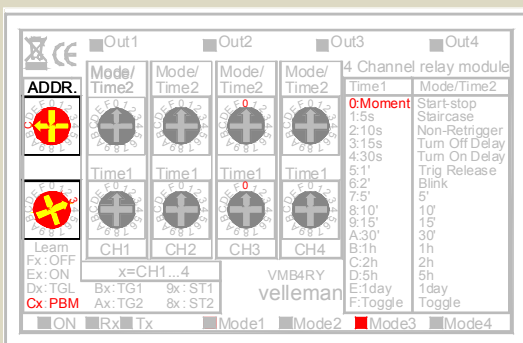 Out1 Out2 Out3 Out4
CE
ADDR.
Mode/ Mode/ Mode/ Mode/
Time2 Time2 Time2 Time2
4 Channel relay module
Time1 Mode/Time2
0:Moment Start-stop
1:5s Staircase
2:10s Non-Retrigger
3:15s Turn Off Delay
4:30s Turn On Delay
5:1' Trig Release
6:2' Blink
7:5' 5'
8:10' 10'
9:15' 15'
A:30' 30'
B:1h 1h
C:2h 2h
D:5h 5h
E:1day 1day
F:Toggle Toggle
Time1 Time1 Time1 Time1
CH1 CH2 CH3 CH4
Learn
Fx:OFF
Ex:ON
Dx:TGL
Cx:PBM
x=CH1...4
Bx:TG1 9x:ST1
Ax:TG2 8x:ST2
VMB4RY
velleman
ON Rx Tx Mode1 Mode2 Mode3 Mode4